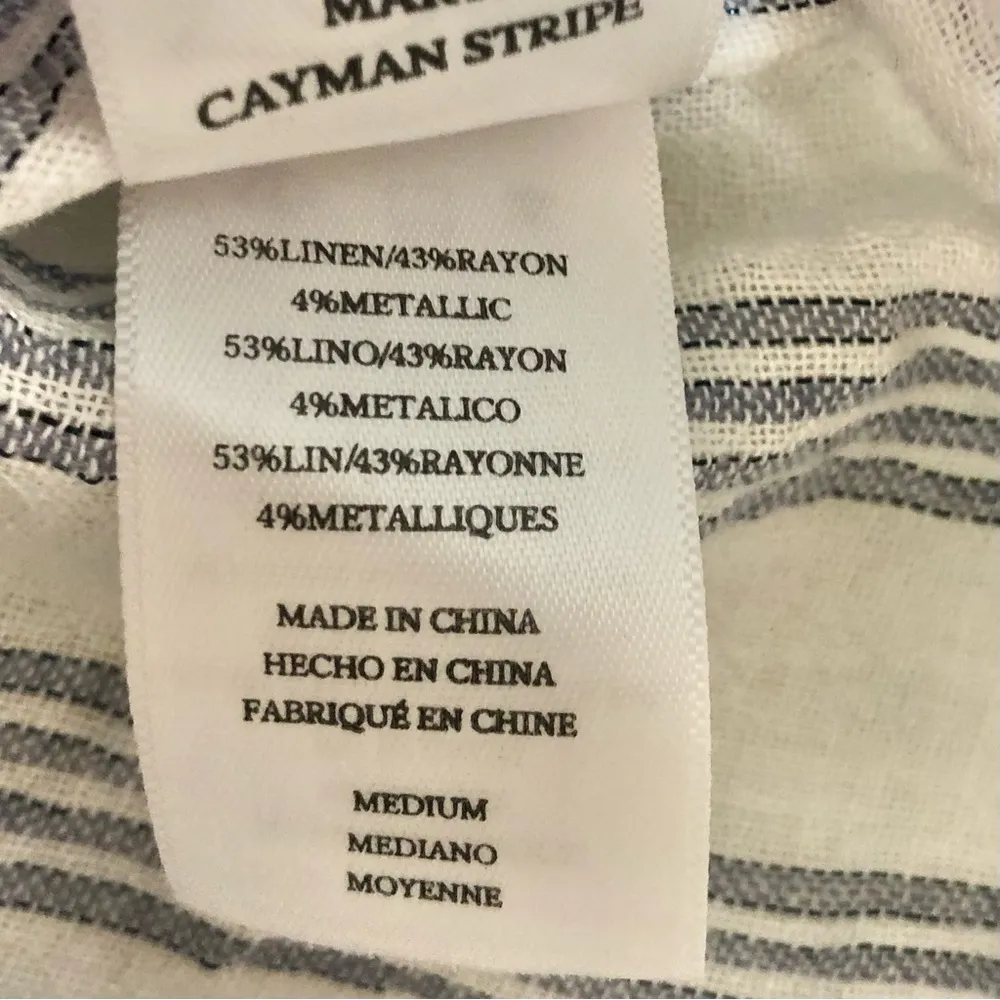 CAYMAN STRIPE
53%LINEN/43%RAYON
4%METALLIC
53%LINO/43%RAYON
4%METALICO
53%LIN/43%RAYONNE
4%METALLIQUES
MADE IN CHINA
HECHO EN CHINA
FABRIQUÉ EN CHINE
MEDIUM
MEDIANO
MOYENNE